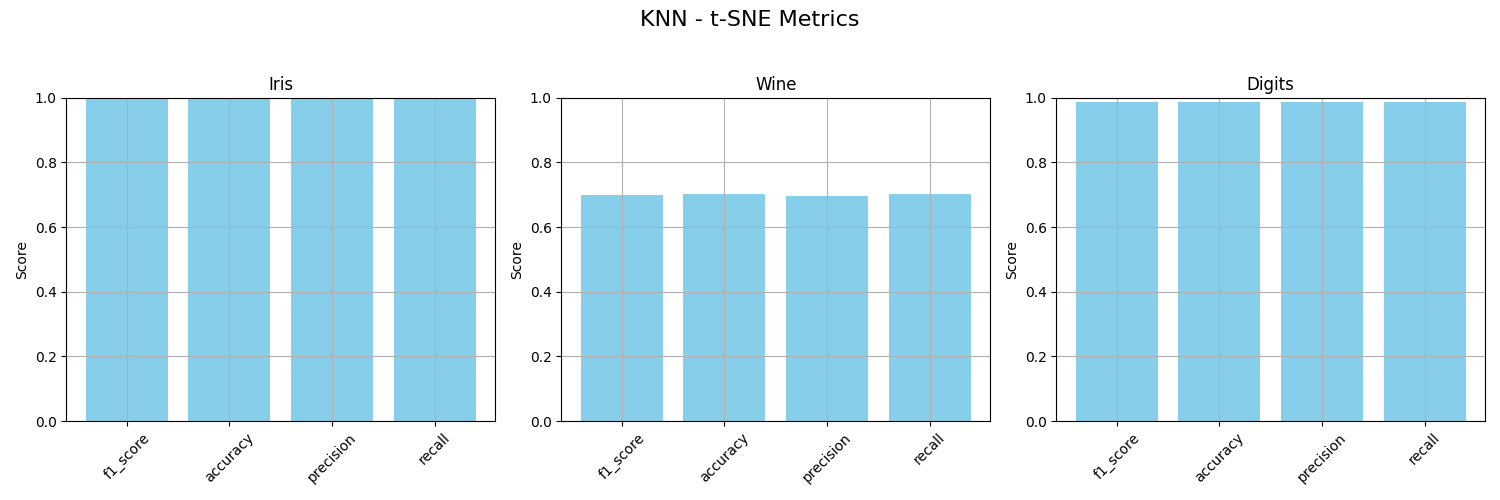 KNN - t-SNE Metrics
Iris
1.0
0.8
0.6
0.4
0.2
0.0
Score
f1_score
accuracy
precision
recall
Wine
1.0
0.8
0.6
0.4
0.2
0.0
Score
f1_score
accuracy
precision
recall
Digits
1.0
0.8
0.6
0.4
0.2
0.0
Score
f1_score
accuracy
precision
recall